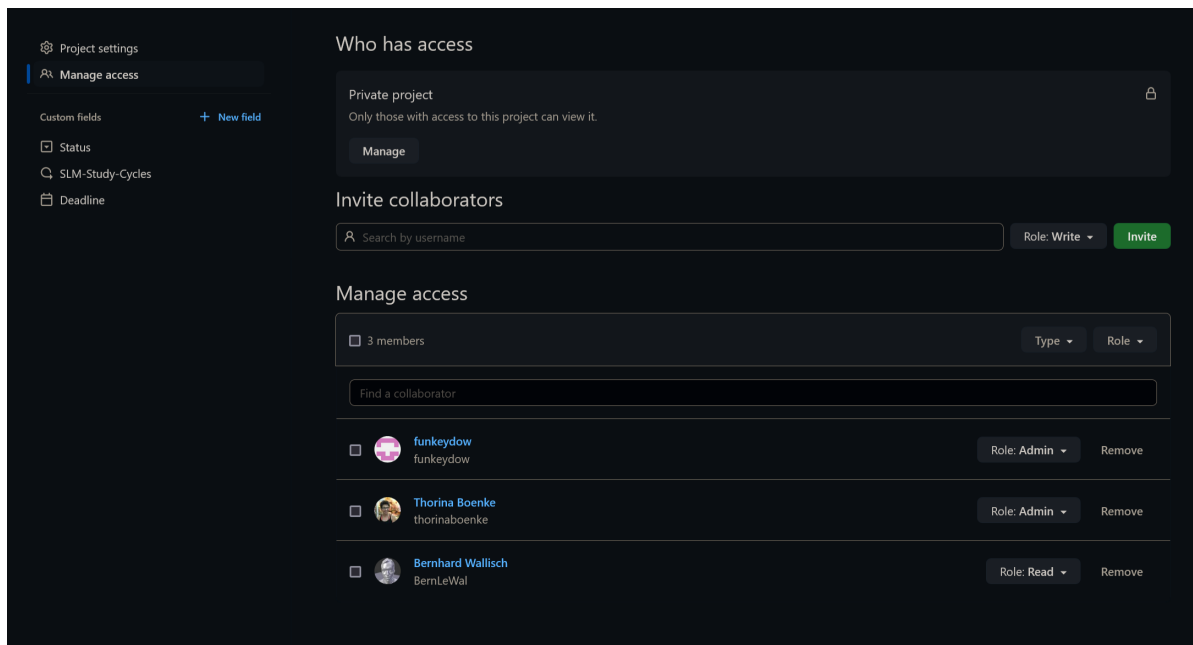 Project settings
Manage access
Custom fields
New field
Status
SLM-Study-Cycles
Deadline
Who has access
Private project
Only those with access to this project can view it.
Manage
Invite collaborators
Search by username
Role: Write
Invite
Manage access
3 members
Type
Role
Find a collaborator
funkeydow
funkeydow
Role: Admin
Remove
Thorina Boenke
thorinaboenke
Role: Admin
Remove
Bernhard Wallisch
BernLeWal
Role: Read
Remove